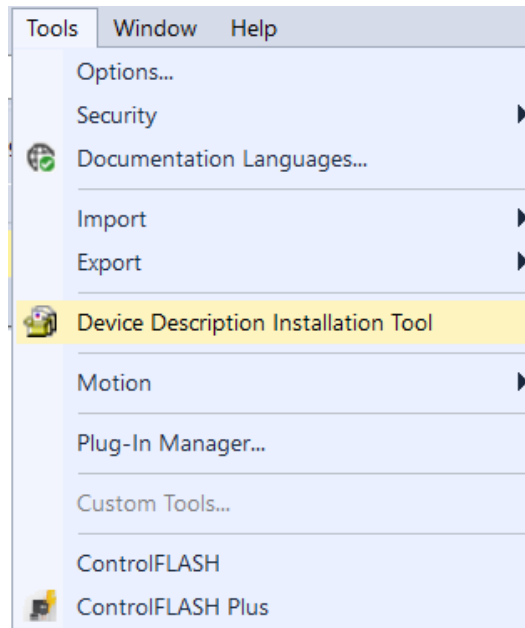 Tools Window Help
Options...
Security
Documentation Languages...
Import
Export
Device Description Installation Tool
Motion
Plug-In Manager...
Custom Tools...
ControlFLASH
ControlFLASH Plus